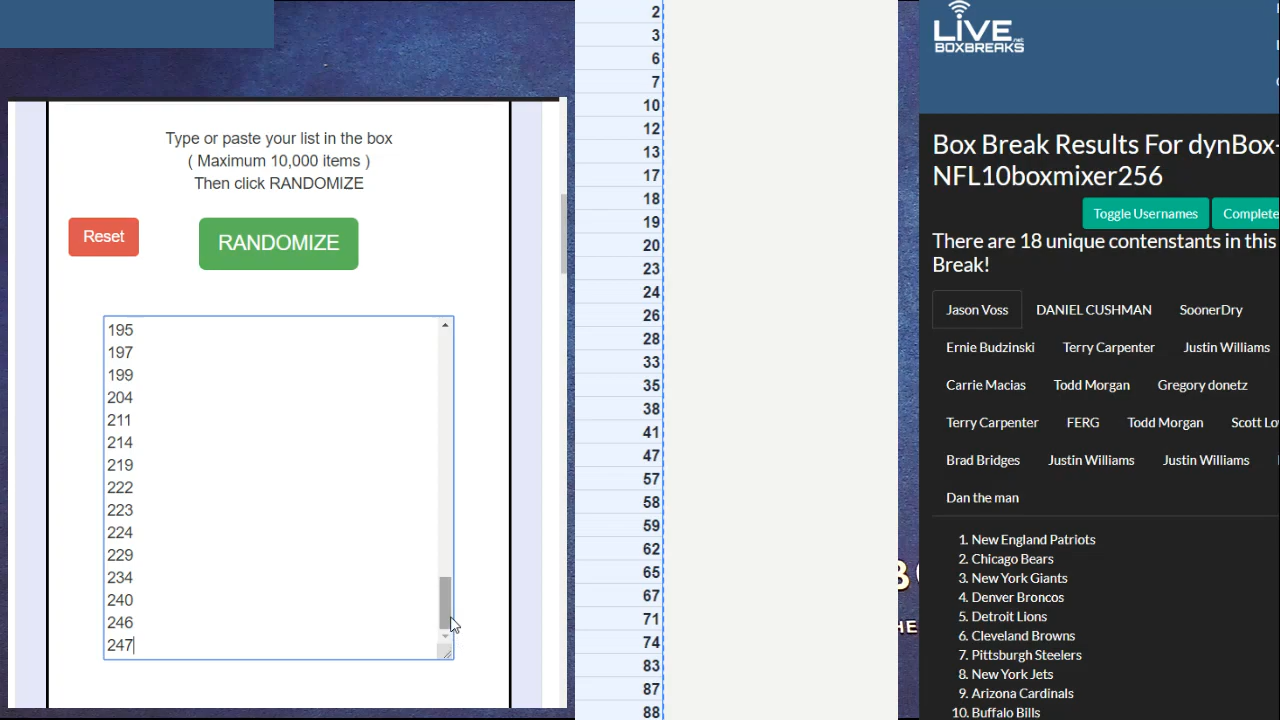 Type or paste your list in the box
( Maximum 10,000 items )
Then click RANDOMIZE
Reset
RANDOMIZE
195
197
199
204
211
214
219
222
223
224
229
234
240
246
247
2
3
6
7
10
12
13
17
18
19
20
23
24
26
28
33
35
38
41
47
57
58
59
62
65
67
71
74
83
87
88
LIVE
.net
BOXBREAKS
Box Break Results For dynBox-
NFL10boxmixer256
Toggle Usernames
Complete
There are 18 unique contenstants in this
Break!
Jason Voss DANIEL CUSHMAN SoonerDry
Ernie Budzinski Terry Carpenter Justin Williams
Carrie Macias Todd Morgan Gregory donetz
Terry Carpenter FERG Todd Morgan Scott Lo
Brad Bridges Justin Williams Justin Williams
Dan the man
1. New England Patriots
2. Chicago Bears
3. New York Giants
4. Denver Broncos
5. Detroit Lions
6. Cleveland Browns
7. Pittsburgh Steelers
8. New York Jets
9. Arizona Cardinals
10. Buffalo Bills